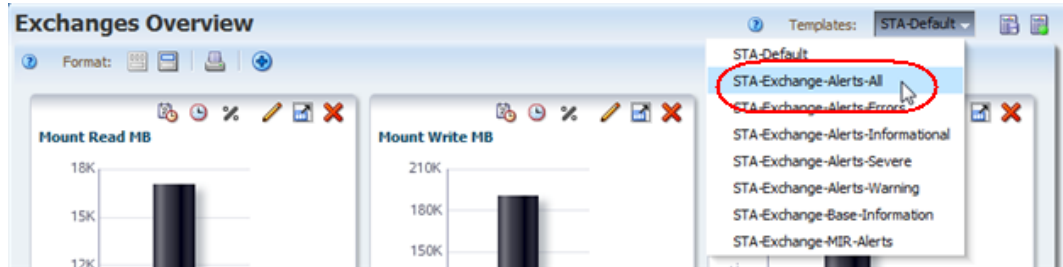 Exchanges Overview
Templates: STA-Default
Format:
STA-Default
STA-Exchange-Alerts-All
STA-Exchange-Alerts-Errors
STA-Exchange-Alerts-Informational
STA-Exchange-Alerts-Severe
STA-Exchange-Alerts-Warning
STA-Exchange-Base-Information
STA-Exchange-MIR-Alerts
Mount Read MB
18K
15K
12K
Mount Write MB
210K
180K
150K